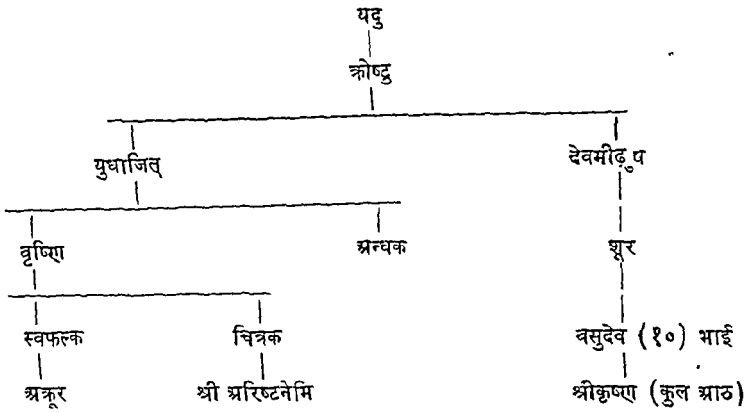 यदु
क्रोष्टु
युधाजित् देवमीढ़ुष
वृष्णि अन्धक शूर
स्वफल्क चित्रक वसुदेव (१०) भाई
अक्रूर श्री अरिष्टनेमि श्रीकृष्ण (कुल आठ)